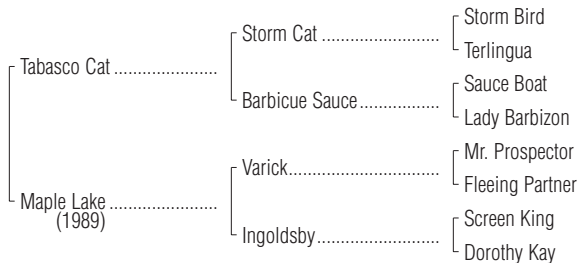 Storm Bird
Storm Cat ........................
Terlingua
Tabasco Cat .....................
Sauce Boat
Barbicue Sauce ................
Lady Barbizon
Mr. Prospector
Varick ...............................
Fleeing Partner
Maple Lake ......................
(1989)
Screen King
Ingoldsby .........................
Dorothy Kay